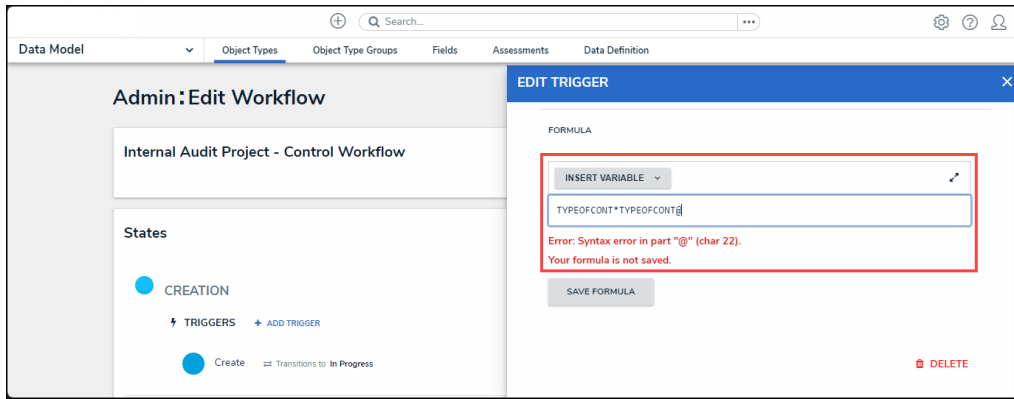 Search...
Data Model
Object Types
Object Type Groups
Fields
Assessments
Data Definition
Admin:Edit Workflow
Internal Audit Project - Control Workflow
States
CREATION
TRIGGERS + ADD TRIGGER
Create Transitions to In Progress
EDIT TRIGGER
FORMULA
INSERT VARIABLE
TYPEOFCONT*TYPEOFCONT@
Error: Syntax error in part "@" (char 22).
Your formula is not saved.
SAVE FORMULA
DELETE